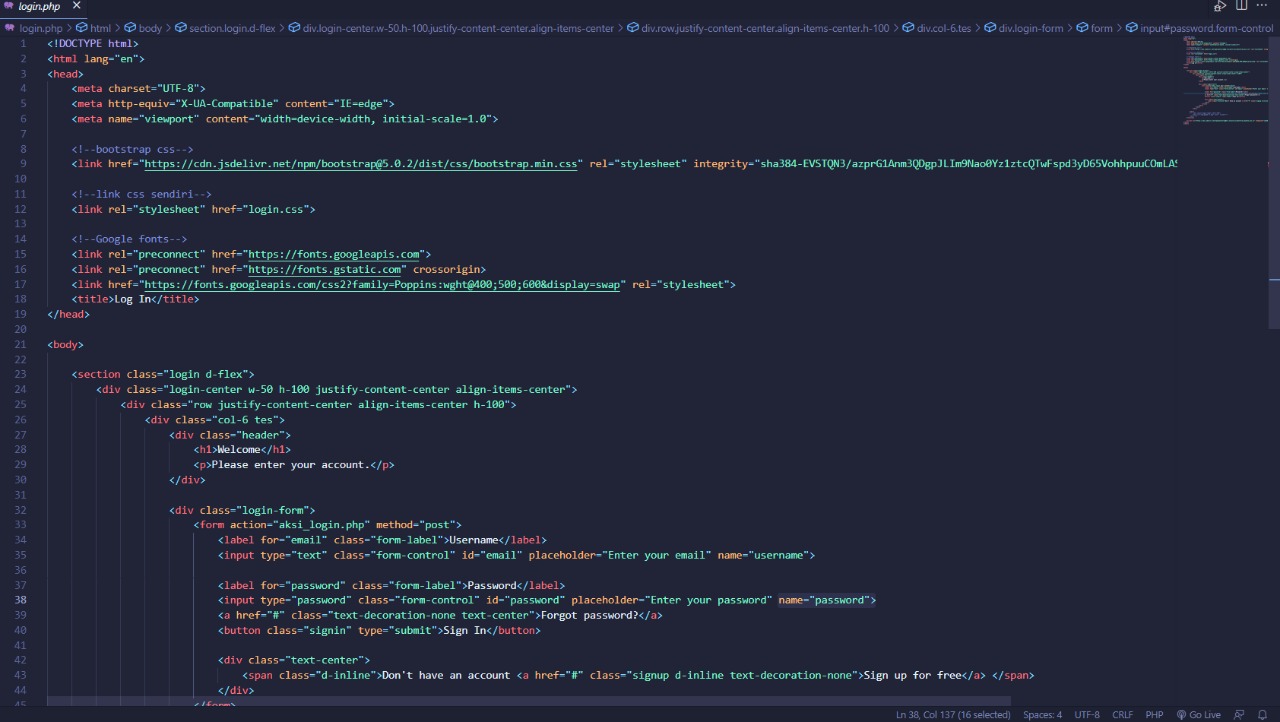 login.php
login.php > html > body > section.login.d-flex > div.login-center.w-50.h-100.justify-content-center.align-items-center > div.row.justify-content-center.align-items-center.h-100 > div.col-6.tes > div.login-form > form > input#password.form-control
1 <!DOCTYPE html>
2 <html lang="en">
3 <head>
4 <meta charset="UTF-8">
5 <meta http-equiv="X-UA-Compatible" content="IE=edge">
6 <meta name="viewport" content="width=device-width, initial-scale=1.0">
7
8 <!--bootstrap css-->
9 <link href="https://cdn.jsdelivr.net/npm/bootstrap@5.0.2/dist/css/bootstrap.min.css" rel="stylesheet" integrity="sha384-EVSTQN3/azprG1Anm3QDgpJLIm9Nao0Yz1ztcQTwFspd3yD65VohhpuuCOmLAS
10
11 <!--link css sendiri-->
12 <link rel="stylesheet" href="login.css">
13
14 <!--Google fonts-->
15 <link rel="preconnect" href="https://fonts.googleapis.com">
16 <link rel="preconnect" href="https://fonts.gstatic.com" crossorigin>
17 <link href="https://fonts.googleapis.com/css2?family=Poppins:wght@400;500;600&display=swap" rel="stylesheet">
18 <title>Log In</title>
19 </head>
20
21 <body>
22
23 <section class="login d-flex">
24 <div class="login-center w-50 h-100 justify-content-center align-items-center">
25 <div class="row justify-content-center align-items-center h-100">
26 <div class="col-6 tes">
27 <div class="header">
28 <h1>Welcome</h1>
29 <p>Please enter your account.</p>
30 </div>
31
32 <div class="login-form">
33 <form action="aksi_login.php" method="post">
34 <label for="email" class="form-label">Username</label>
35 <input type="text" class="form-control" id="email" placeholder="Enter your email" name="username">
36
37 <label for="password" class="form-label">Password</label>
38 <input type="password" class="form-control" id="password" placeholder="Enter your password" name="password">
39 <a href="#" class="text-decoration-none text-center">Forgot password?</a>
40 <button class="signin" type="submit">Sign In</button>
41
42 <div class="text-center">
43 <span class="d-inline">Don't have an account <a href="#" class="signup d-inline text-decoration-none">Sign up for free</a> </span>
44 </div>
45 </form>
Ln 38, Col 137 (16 selected) Spaces: 4 UTF-8 CRLF PHP Go Live